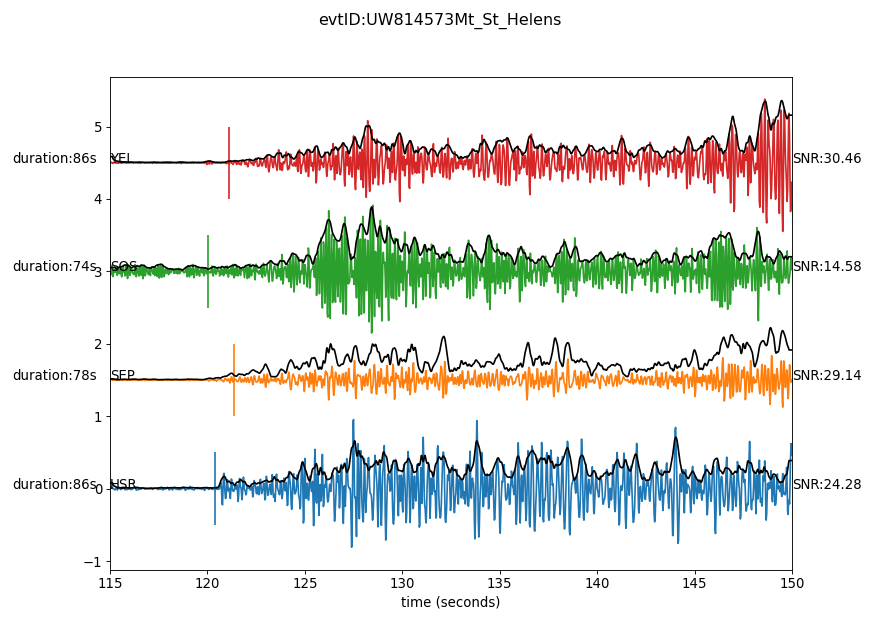 evtID:UW814573Mt_St_Helens
5
duration:86s YEL SNR:30.46
4
duration:74s SOS SNR:14.58
3
2
duration:78s SEP SNR:29.14
1
duration:86s HSR SNR:24.28
0
−1
115 120 125 130 135 140 145 150
time (seconds)